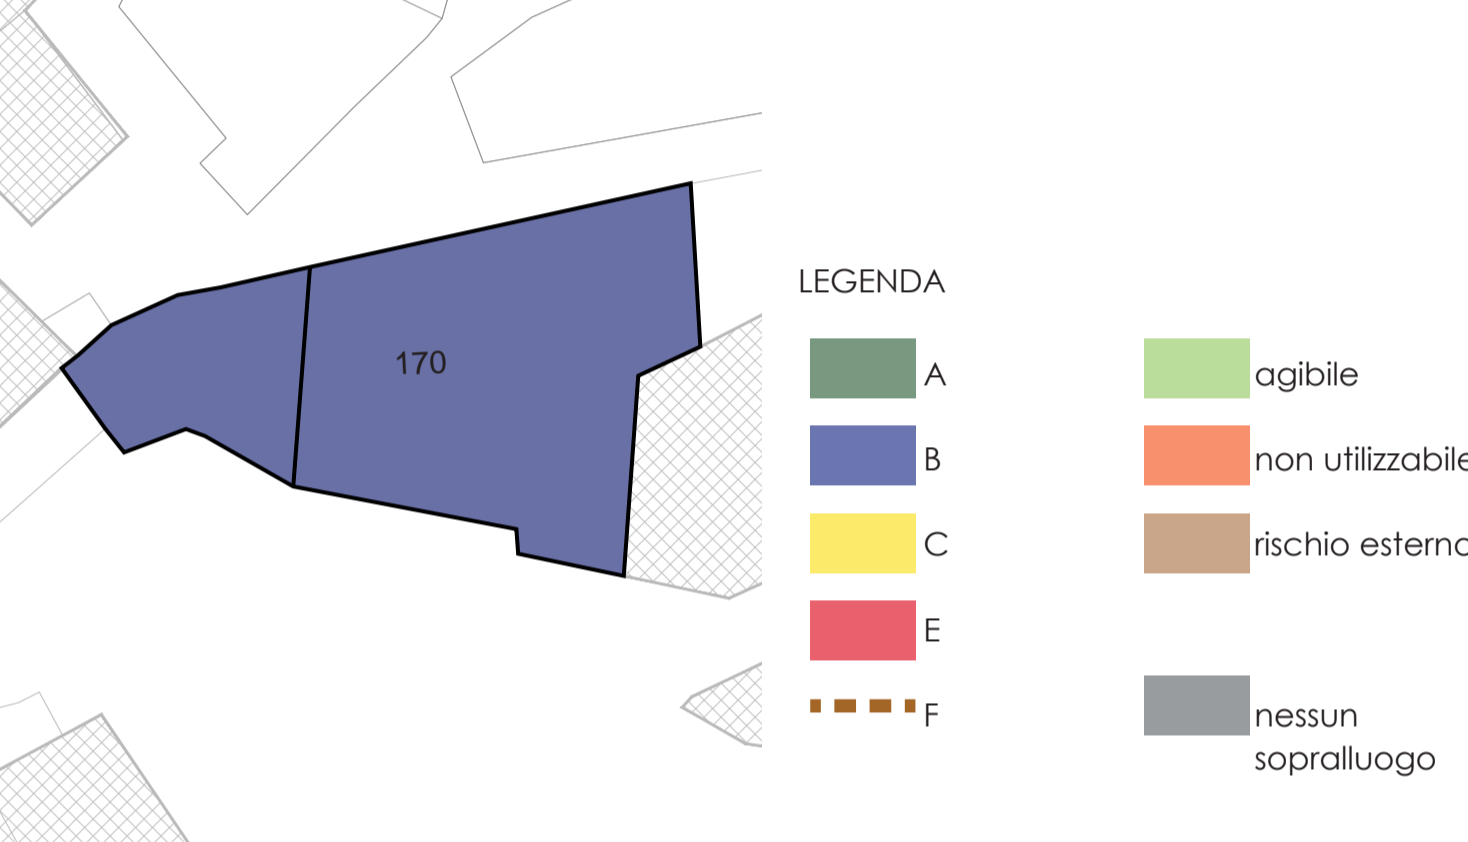 170
LEGENDA
A
B
C
E
F
agibile
non utilizzabile
rischio esterno
nessun
sopralluogo